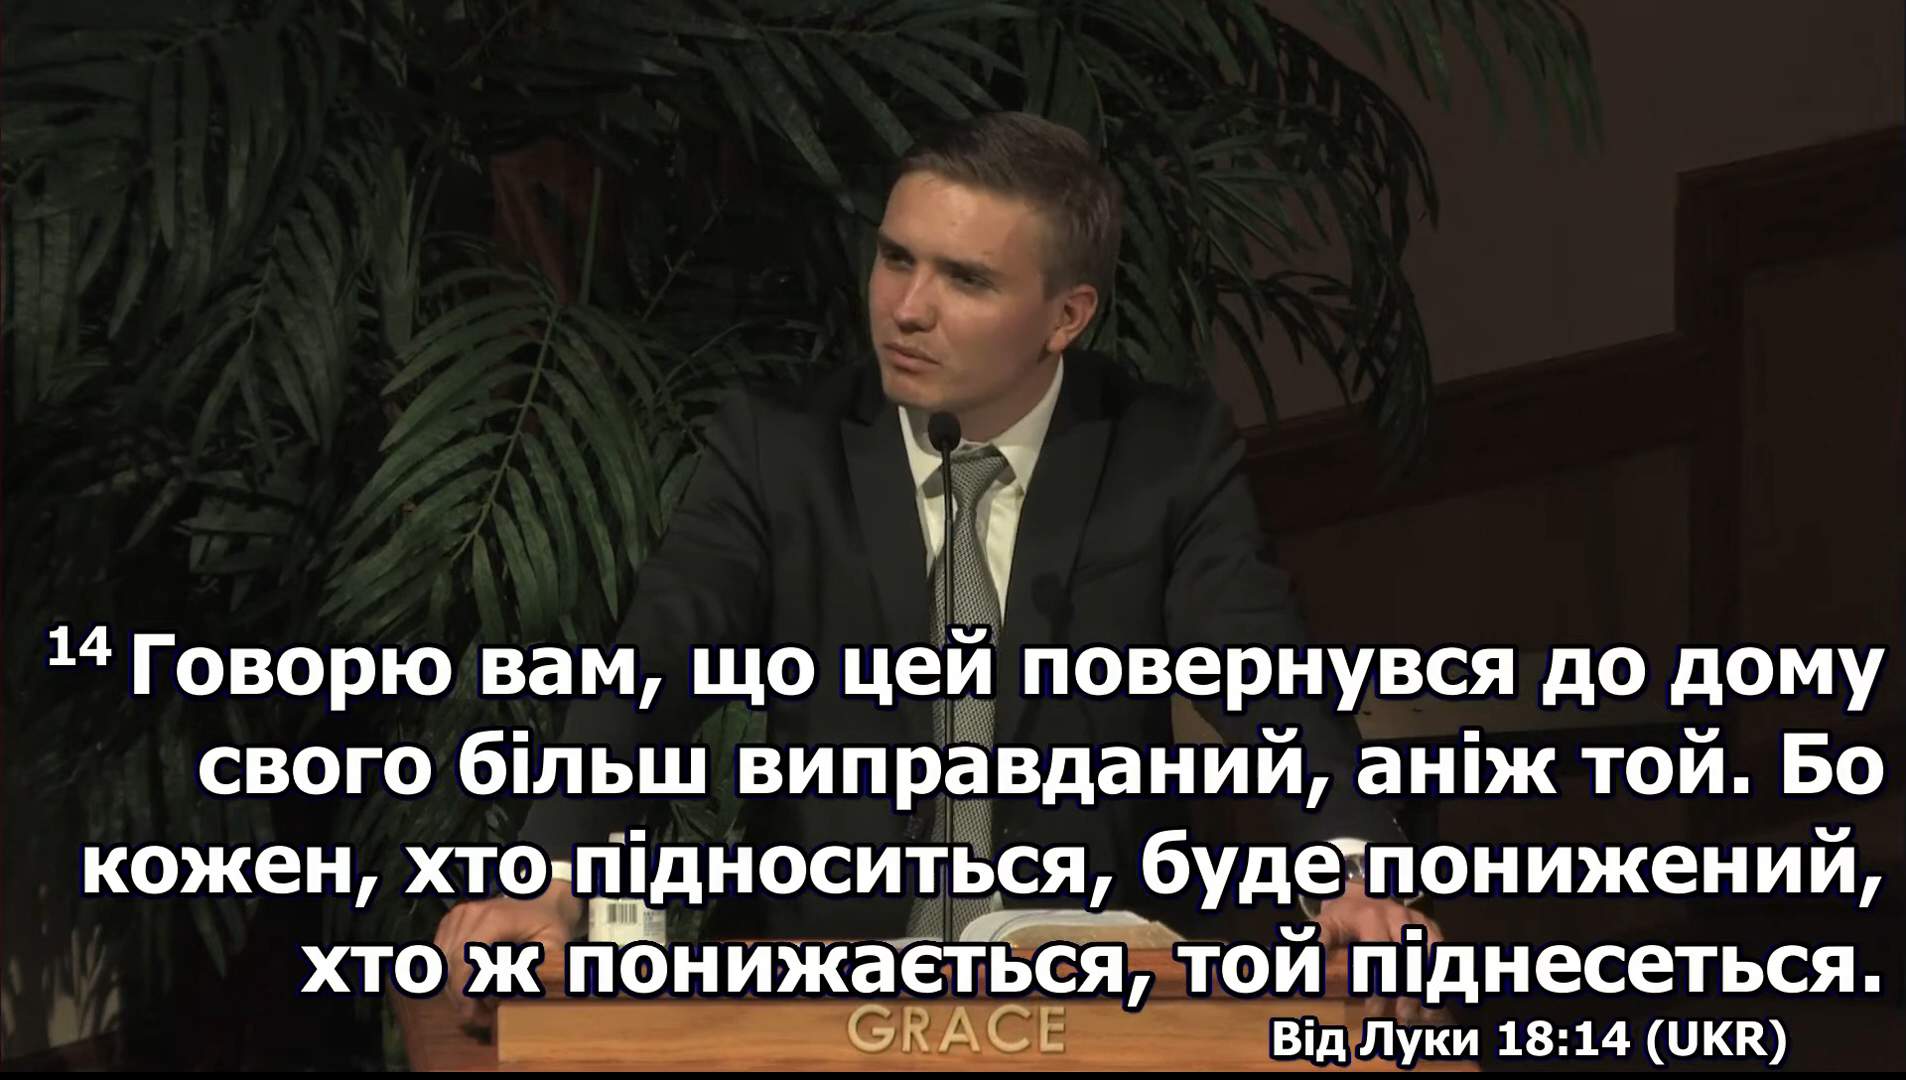 14 Говорю вам, що цей повернувся до дому
свого більш виправданий, аніж той. Бо
кожен, хто підноситься, буде понижений,
хто ж понижається, той піднесеться.
GRACE
Від Луки 18:14 (UKR)